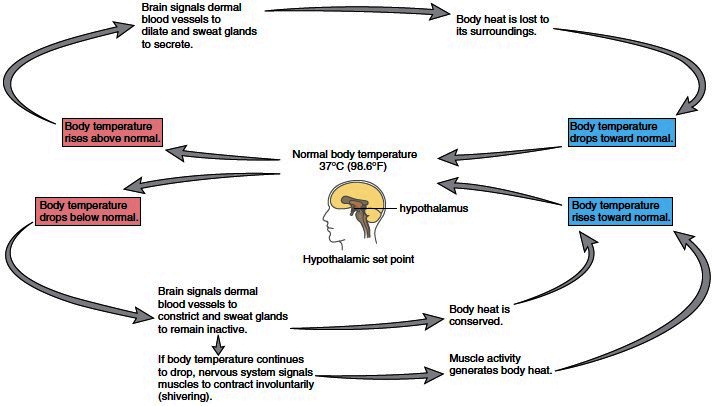 Brain signals dermal
blood vessels to
dilate and sweat glands
to secrete.
Body heat is lost to
its surroundings.
Body temperature
rises above normal.
Body temperature
drops toward normal.
Normal body temperature
37°C (98.6°F)
Body temperature
drops below normal.
hypothalamus
Body temperature
rises toward normal.
Hypothalamic set point
Brain signals dermal
blood vessels to
constrict and sweat glands
to remain inactive.
Body heat is
conserved.
If body temperature continues
to drop, nervous system signals
muscles to contract involuntarily
(shivering).
Muscle activity
generates body heat.